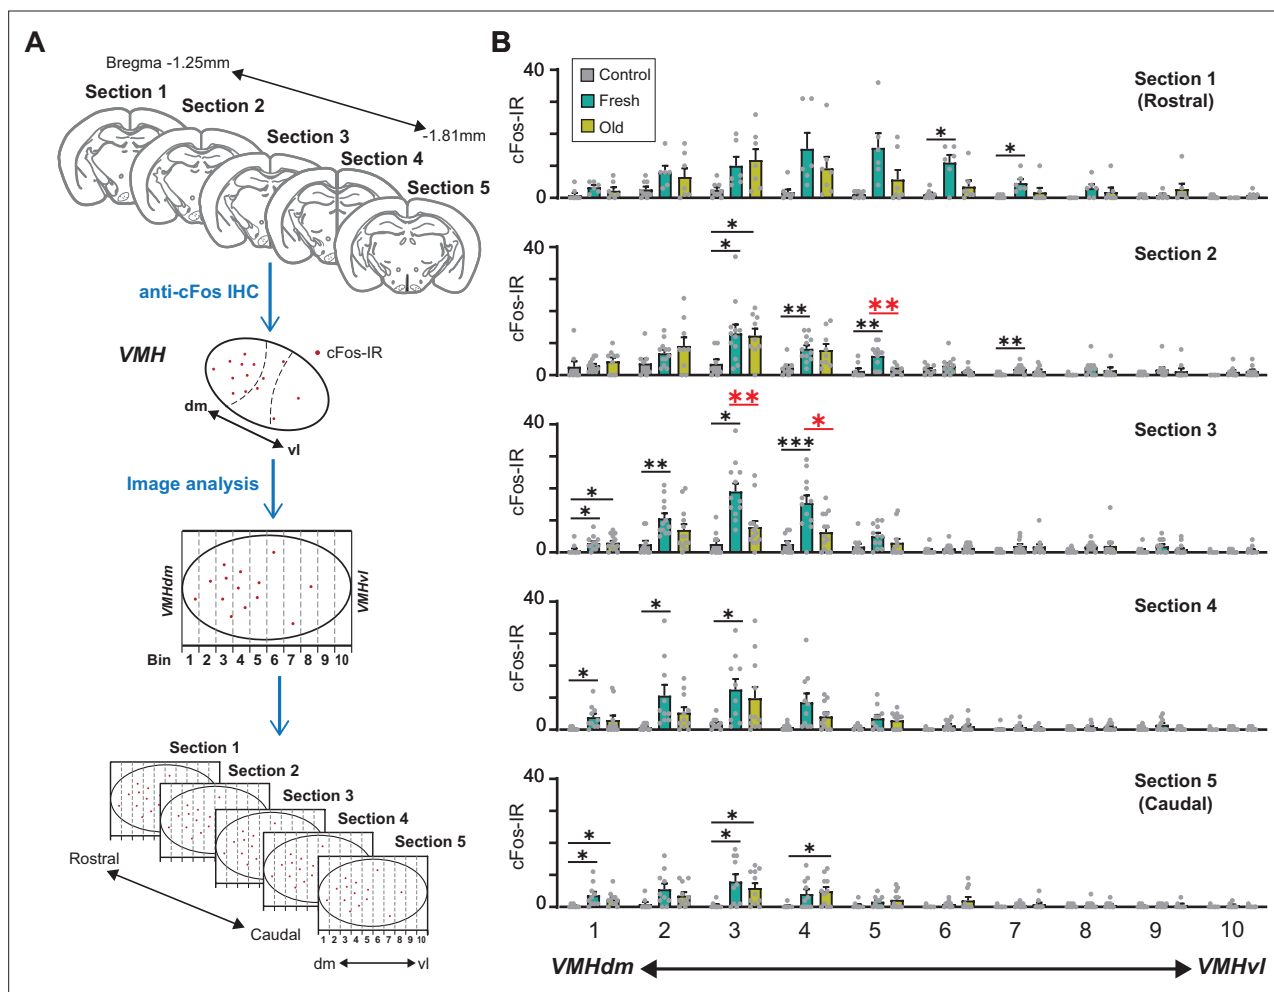 A
Bregma -1.25mm
-1.81mm
Section 1
Section 2
Section 3
Section 4
Section 5
anti-cFos IHC
VMH
cFos-IR
dm
vl
Image analysis
VMHdm
VMHvl
Bin 1 2 3 4 5 6 7 8 9 10
Section 1
Section 2
Section 3
Section 4
Section 5
Rostral
Caudal
1 2 3 4 5 6 7 8 9 10
dm
vl
B
Control
Fresh
Old
40
cFos-IR
0
* *
Section 1
(Rostral)
40
cFos-IR
0
*
*
**
**
**
**
Section 2
40
cFos-IR
0
*
*
**
*
**
***
*
Section 3
40
cFos-IR
0
*
*
*
Section 4
40
cFos-IR
0
*
*
*
*
*
Section 5
(Caudal)
1 2 3 4 5 6 7 8 9 10
VMHdm
VMHvl